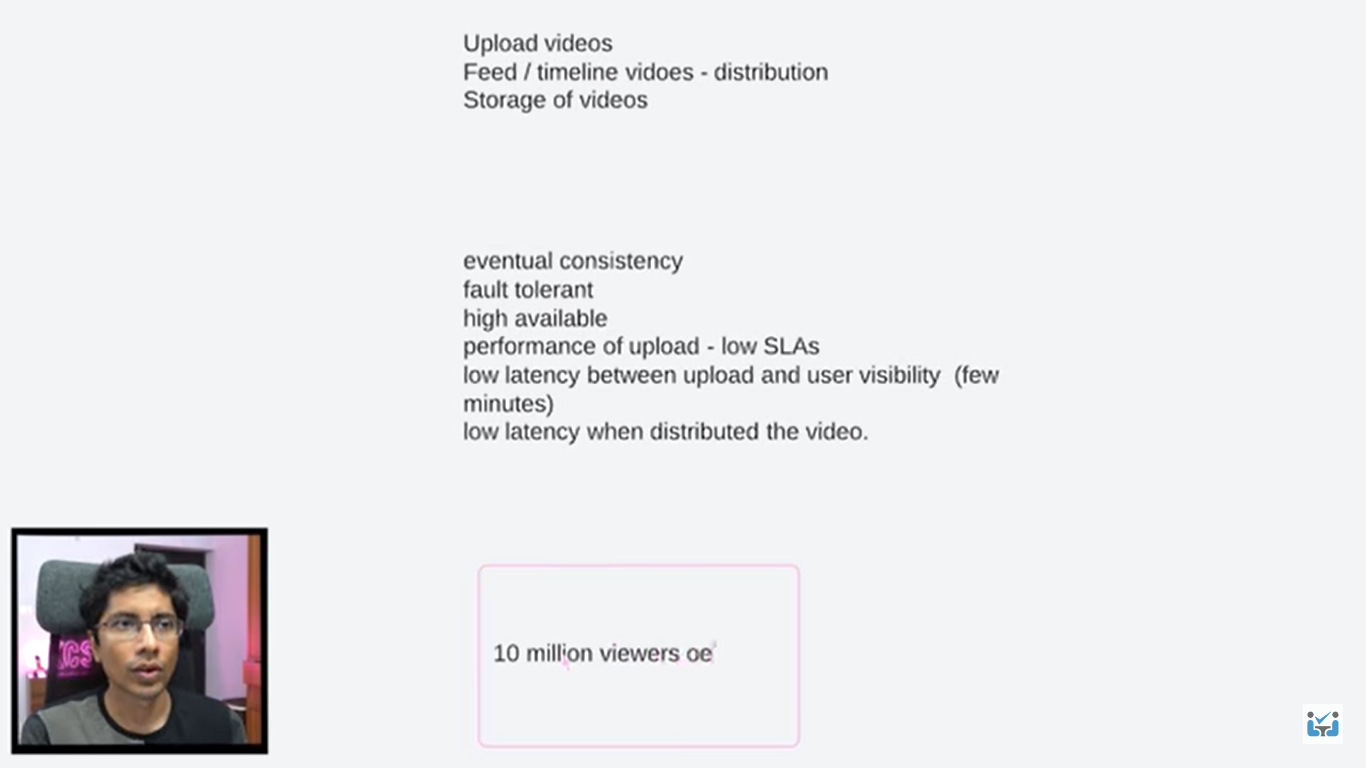 Upload videos
Feed / timeline vidoes - distribution
Storage of videos
eventual consistency
fault tolerant
high available
performance of upload - low SLAs
low latency between upload and user visibility (few
minutes)
low latency when distributed the video.
10 million viewers oe